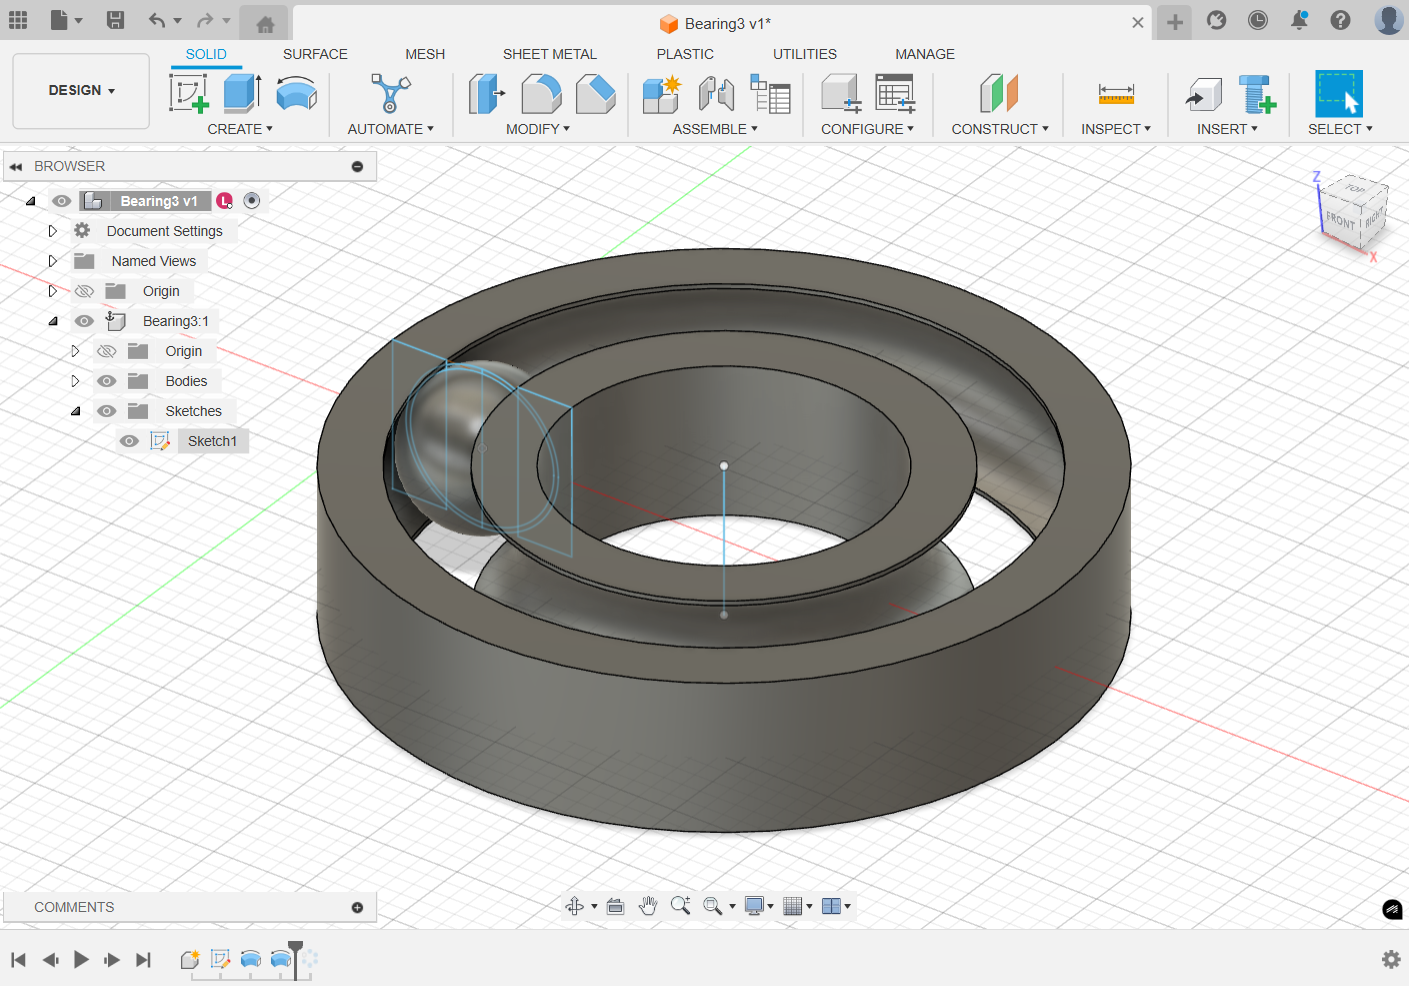 Bearing3 v1*
SOLID SURFACE MESH SHEET METAL PLASTIC UTILITIES MANAGE
DESIGN
CREATE AUTOMATE MODIFY ASSEMBLE CONFIGURE CONSTRUCT INSPECT INSERT SELECT
BROWSER
Bearing3 v1
L
Document Settings
Named Views
Origin
Bearing3:1
Origin
Bodies
Sketches
Sketch1
Z
TOP
FRONT
RIGHT
X
COMMENTS